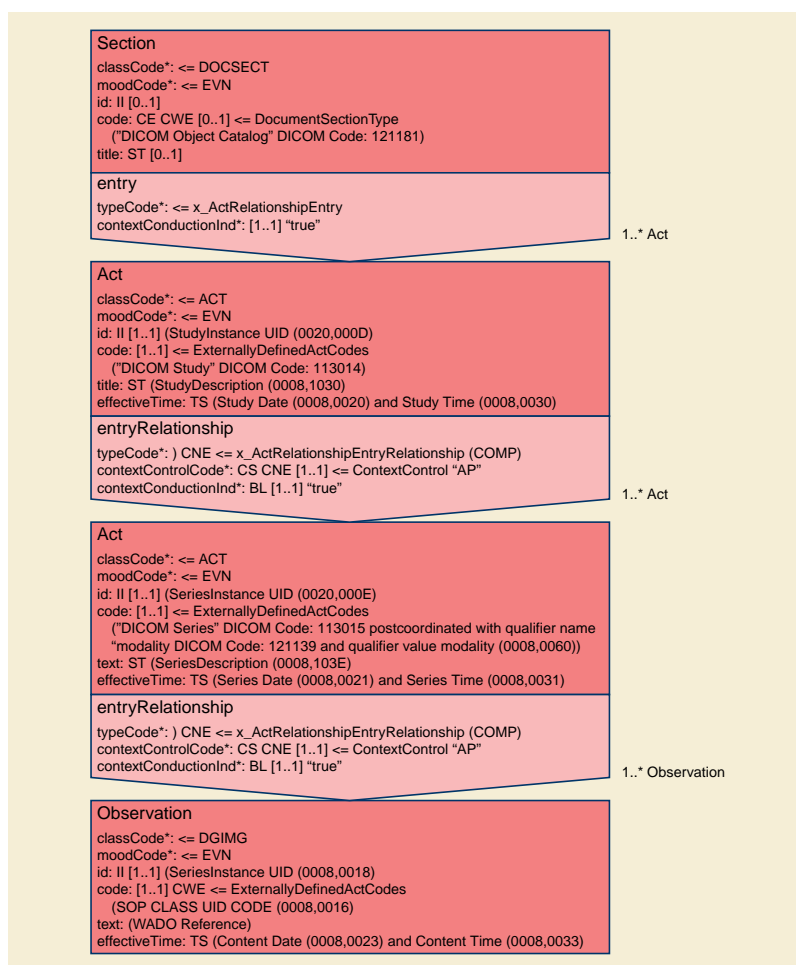 Section
classCode*: <= DOCSECT
moodCode*: <= EVN
id: II [0..1]
code: CE CWE [0..1] <= DocumentSectionType
("DICOM Object Catalog" DICOM Code: 121181)
title: ST [0..1]
entry
typeCode*: <= x_ActRelationshipEntry
contextConductionInd*: [1..1] “true”
1..* Act
Act
classCode*: <= ACT
moodCode*: <= EVN
id: II [1..1] (StudyInstance UID (0020,000D)
code: [1..1] <= ExternallyDefinedActCodes
("DICOM Study” DICOM Code: 113014)
title: ST (StudyDescription (0008,1030)
effectiveTime: TS (Study Date (0008,0020) and Study Time (0008,0030)
entryRelationship
typeCode*: ) CNE <= x_ActRelationshipEntryRelationship (COMP)
contextControlCode*: CS CNE [1..1] <= ContextControl “AP”
contextConductionInd*: BL [1..1] “true”
1..* Act
Act
classCode*: <= ACT
moodCode*: <= EVN
id: II [1..1] (SeriesInstance UID (0020,000E)
code: [1..1] <= ExternallyDefinedActCodes
("DICOM Series” DICOM Code: 113015 postcoordinated with qualifier name
“modality DICOM Code: 121139 and qualifier value modality (0008,0060))
text: ST (SeriesDescription (0008,103E)
effectiveTime: TS (Series Date (0008,0021) and Series Time (0008,0031)
entryRelationship
typeCode*: ) CNE <= x_ActRelationshipEntryRelationship (COMP)
contextControlCode*: CS CNE [1..1] <= ContextControl “AP”
contextConductionInd*: BL [1..1] “true”
1..* Observation
Observation
classCode*: <= DGIMG
moodCode*: <= EVN
id: II [1..1] (SeriesInstance UID (0008,0018)
code: [1..1] CWE <= ExternallyDefinedActCodes
(SOP CLASS UID CODE (0008,0016)
text: (WADO Reference)
effectiveTime: TS (Content Date (0008,0023) and Content Time (0008,0033)